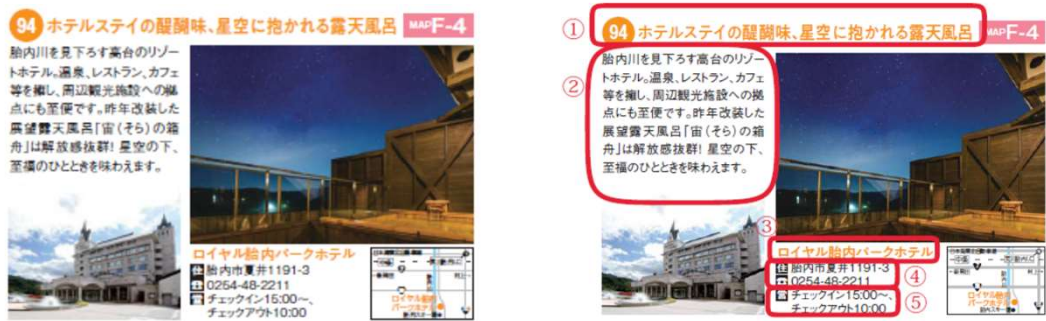 94 ホテルステイの醍醐味、星空に抱かれる露天風呂 MAP F-4
胎内川を見下ろす高台のリゾー
トホテル。温泉、レストラン、カフェ
等を擁し、周辺観光施設への拠
点にも至便です。昨年改装した
展望露天風呂「宙(そら)の箱
舟」は解放感抜群! 星空の下、
至福のひとときを味わえます。
ロイヤル胎内パークホテル
住 胎内市夏井1191-3
0254-48-2211
営 チェックイン15:00〜、
チェックアウト10:00
ロイヤル胎内
パークホテル
① 94 ホテルステイの醍醐味、星空に抱かれる露天風呂 MAP F-4
② 胎内川を見下ろす高台のリゾー
トホテル。温泉、レストラン、カフェ
等を擁し、周辺観光施設への拠
点にも至便です。昨年改装した
展望露天風呂「宙(そら)の箱
舟」は解放感抜群! 星空の下、
至福のひとときを味わえます。
③ ロイヤル胎内パークホテル
住 胎内市夏井1191-3
④ 0254-48-2211
営 チェックイン15:00〜、
⑤ チェックアウト10:00
ロイヤル胎内
パークホテル